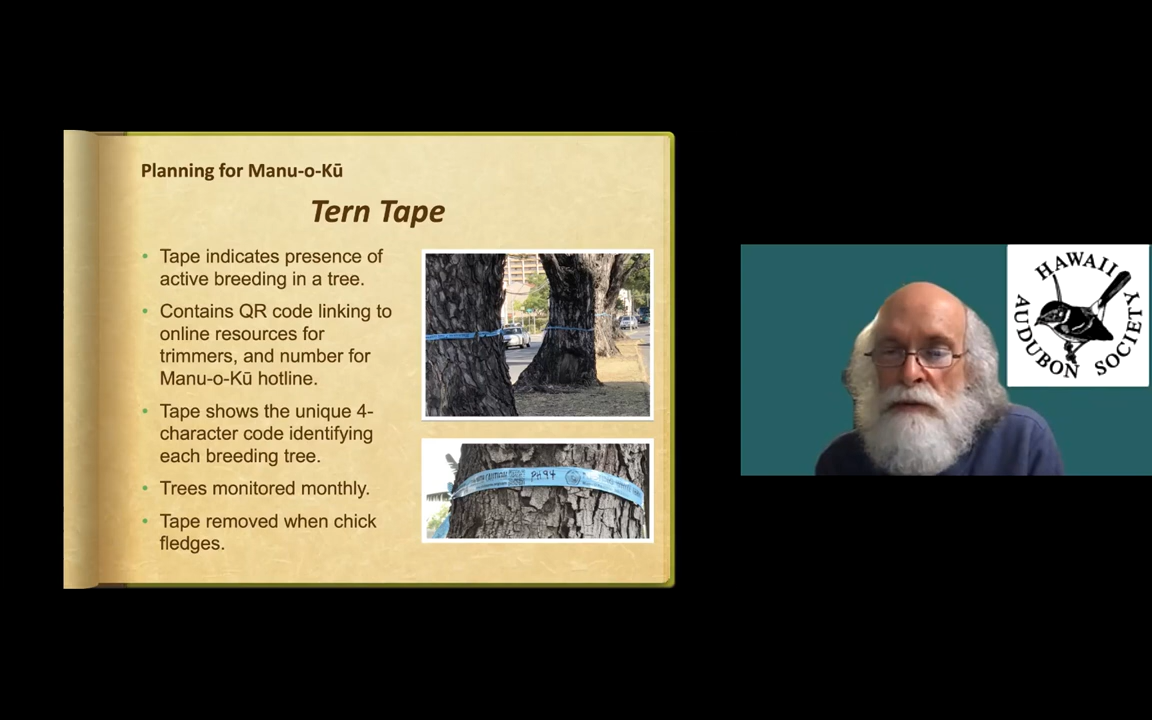 Planning for Manu-o-Kū
Tern Tape
• Tape indicates presence of
active breeding in a tree.
• Contains QR code linking to
online resources for
trimmers, and number for
Manu-o-Kū hotline.
• Tape shows the unique 4-
character code identifying
each breeding tree.
• Trees monitored monthly.
• Tape removed when chick
fledges.
PH94
HAWAII
AUDUBON SOCIETY